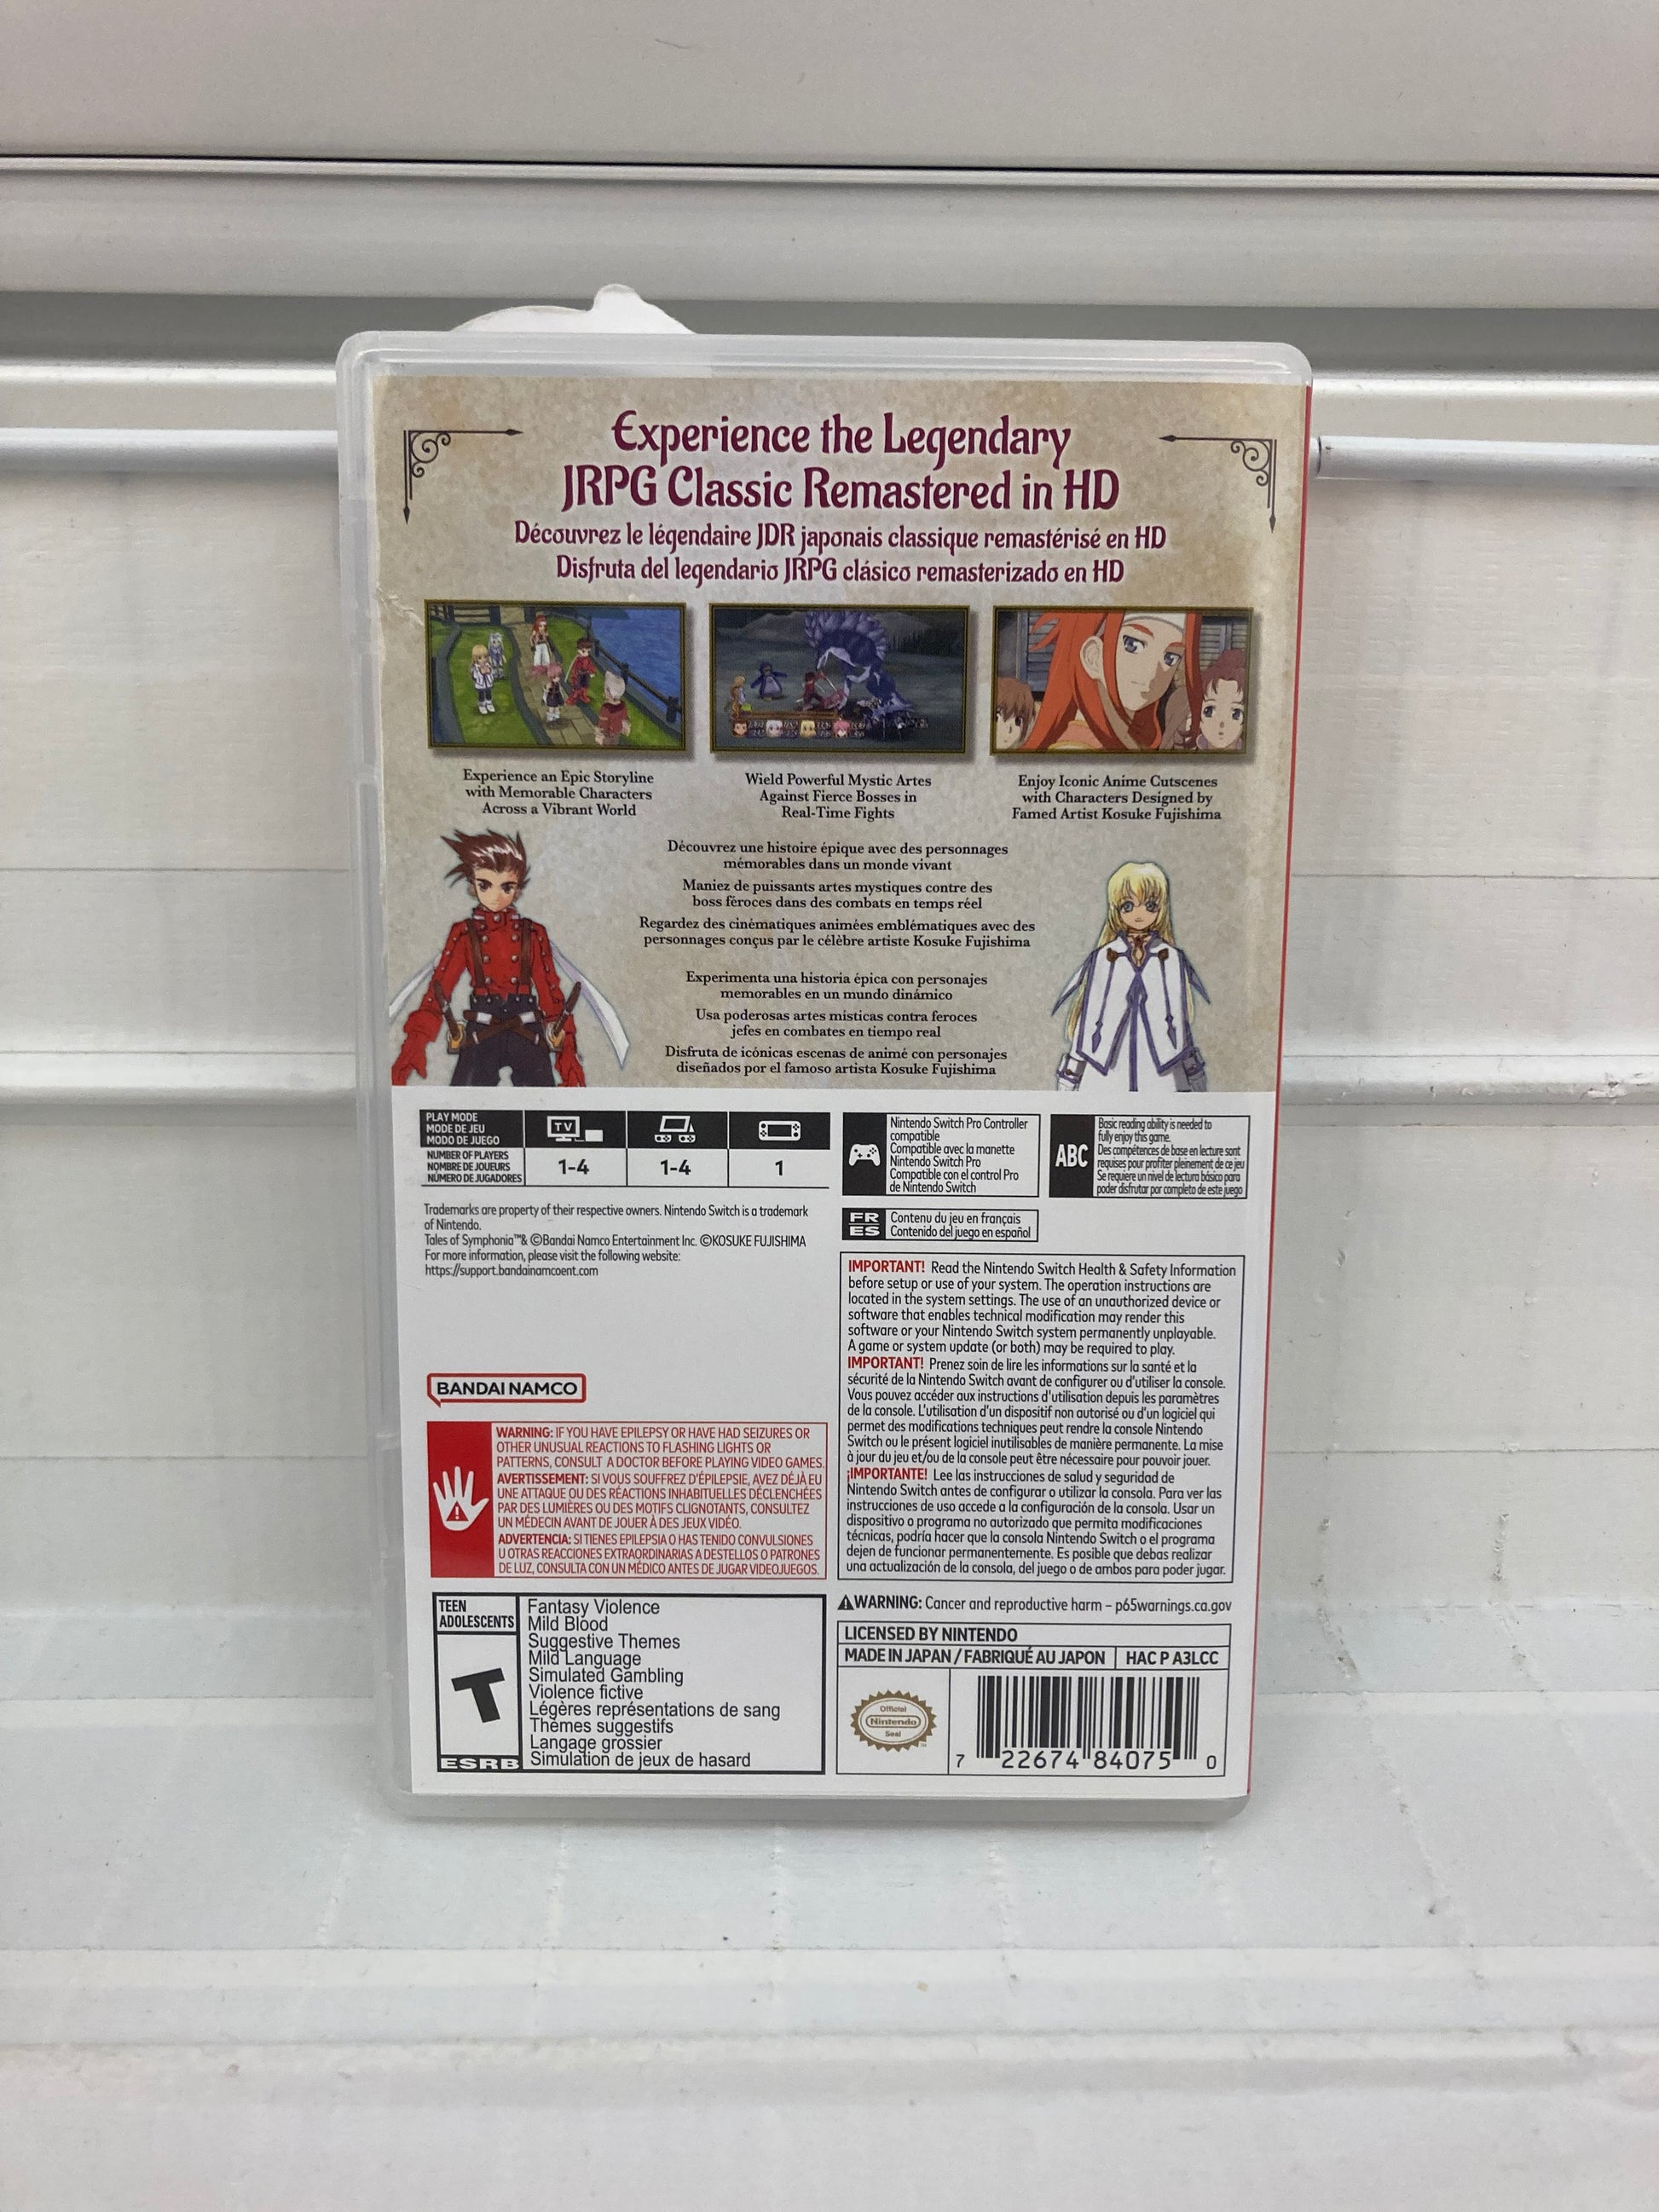 Experience the Legendary
JRPG Classic Remastered in HD
Découvrez le légendaire JDR japonais classique remastérisé en HD
Disfruta del legendario JRPG clásico remasterizado en HD
Experience an Epic Storyline
with Memorable Characters
Across a Vibrant World
Wield Powerful Mystic Artes
Against Fierce Bosses in
Real-Time Fights
Enjoy Iconic Anime Cutscenes
with Characters Designed by
Famed Artist Kosuke Fujishima
Découvrez une histoire épique avec des personnages
mémorables dans un monde vivant
Maniez de puissants artes mystiques contre des
boss féroces dans des combats en temps réel
Regardez des cinématiques animées emblématiques avec des
personnages conçus par le célèbre artiste Kosuke Fujishima
Experimenta una historia épica con personajes
memorables en un mundo dinámico
Usa poderosas artes místicas contra feroces
jefes en combates en tiempo real
Disfruta de icónicas escenas de animé con personajes
diseñados por el famoso artista Kosuke Fujishima
PLAY MODE
MODE DE JEU
MODO DE JUEGO
TV
NUMBER OF PLAYERS
NOMBRE DE JOUEURS
NÚMERO DE JUGADORES
1-4
1-4
1
Nintendo Switch Pro Controller
compatible
Compatible avec la manette
Nintendo Switch Pro
Compatible con el control Pro
de Nintendo Switch
ABC
Basic reading ability is needed to
fully enjoy this game.
Des compétences de base en lecture sont
requises pour profiter pleinement de ce jeu
Se requiere un nivel de lectura básico para
poder disfrutar por completo de este juego
FR
ES
Contenu du jeu en français
Contenido del juego en español
Trademarks are property of their respective owners. Nintendo Switch is a trademark
of Nintendo.
Tales of Symphonia™& ©Bandai Namco Entertainment Inc. ©KOSUKE FUJISHIMA
For more information, please visit the following website:
https://support.bandainamcoent.com
BANDAI NAMCO
WARNING: IF YOU HAVE EPILEPSY OR HAVE HAD SEIZURES OR
OTHER UNUSUAL REACTIONS TO FLASHING LIGHTS OR
PATTERNS, CONSULT A DOCTOR BEFORE PLAYING VIDEO GAMES.
AVERTISSEMENT: SI VOUS SOUFFREZ D'ÉPILEPSIE, AVEZ DÉJÀ EU
UNE ATTAQUE OU DES RÉACTIONS INHABITUELLES DÉCLENCHÉES
PAR DES LUMIÈRES OU DES MOTIFS CLIGNOTANTS, CONSULTEZ
UN MÉDECIN AVANT DE JOUER À DES JEUX VIDÉO.
ADVERTENCIA: SI TIENES EPILEPSIA O HAS TENIDO CONVULSIONES
U OTRAS REACCIONES EXTRAORDINARIAS A DESTELLOS O PATRONES
DE LUZ, CONSULTA CON UN MÉDICO ANTES DE JUGAR VIDEOJUEGOS.
IMPORTANT! Read the Nintendo Switch Health & Safety Information
before setup or use of your system. The operation instructions are
located in the system settings. The use of an unauthorized device or
software that enables technical modification may render this
software or your Nintendo Switch system permanently unplayable.
A game or system update (or both) may be required to play.
IMPORTANT! Prenez soin de lire les informations sur la santé et la
sécurité de la Nintendo Switch avant de configurer ou d'utiliser la console.
Vous pouvez accéder aux instructions d'utilisation depuis les paramètres
de la console. L'utilisation d'un dispositif non autorisé ou d'un logiciel qui
permet des modifications techniques peut rendre la console Nintendo
Switch ou le présent logiciel inutilisables de manière permanente. La mise
à jour du jeu et/ou de la console peut être nécessaire pour pouvoir jouer.
¡IMPORTANTE! Lee las instrucciones de salud y seguridad de
Nintendo Switch antes de configurar o utilizar la consola. Para ver las
instrucciones de uso accede a la configuración de la consola. Usar un
dispositivo o programa no autorizado que permita modificaciones
técnicas, podría hacer que la consola Nintendo Switch o el programa
dejen de funcionar permanentemente. Es posible que debas realizar
una actualización de la consola, del juego o de ambos para poder jugar.
TEEN
ADOLESCENTS
T
ESRB
Fantasy Violence
Mild Blood
Suggestive Themes
Mild Language
Simulated Gambling
Violence fictive
Légères représentations de sang
Thèmes suggestifs
Langage grossier
Simulation de jeux de hasard
WARNING: Cancer and reproductive harm – p65warnings.ca.gov
LICENSED BY NINTENDO
MADE IN JAPAN / FABRIQUÉ AU JAPON
HAC P A3LCC
Official
Nintendo
Seal
7 22674 84075 0